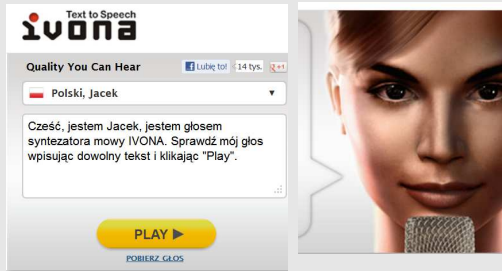 Text to Speech
ivona
Quality You Can Hear
Lubię to! 14 tys. +1
Polski, Jacek
Cześć, jestem Jacek, jestem głosem
syntezatora mowy IVONA. Sprawdź mój głos
wpisując dowolny tekst i klikając "Play".
PLAY
POBIERZ GŁOS